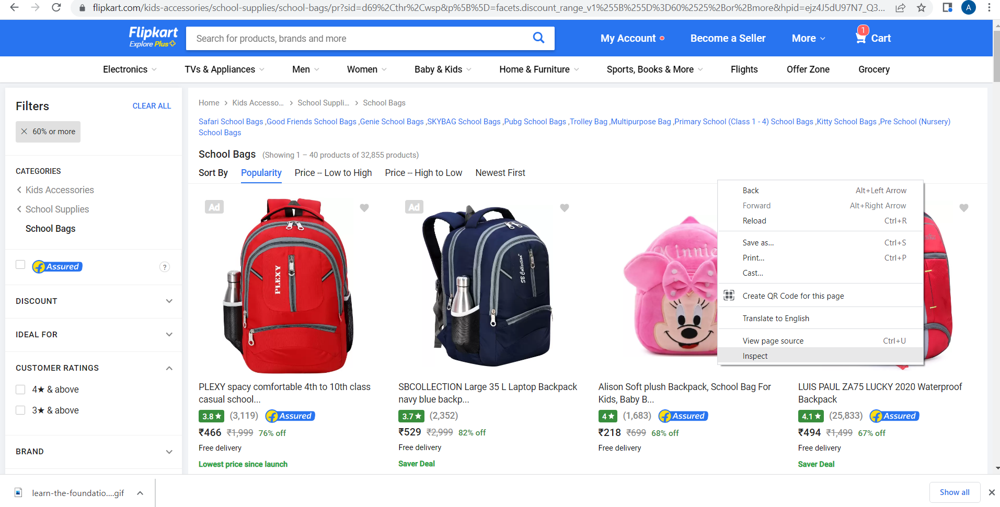 flipkart.com/kids-accessories/school-supplies/school-bags/pr?sid=d69%2Cthr%2Cwsp&p%5B%5D=facets.discount_range_v1%255B%255D%3D60%2525%2Bor%2Bmore&hpid=ejz4J5dU97N7_Q3...
A
Flipkart
Explore Plus
Search for products, brands and more
My Account
Become a Seller
More
1
Cart
Electronics
TVs & Appliances
Men
Women
Baby & Kids
Home & Furniture
Sports, Books & More
Flights
Offer Zone
Grocery
Filters
CLEAR ALL
60% or more
CATEGORIES
Kids Accessories
School Supplies
School Bags
f Assured
?
DISCOUNT
IDEAL FOR
CUSTOMER RATINGS
4★ & above
3★ & above
BRAND
Home > Kids Accesso... > School Suppli... > School Bags
Safari School Bags ,Good Friends School Bags ,Genie School Bags ,SKYBAG School Bags ,Pubg School Bags ,Trolley Bag ,Multipurpose Bag ,Primary School (Class 1 - 4) School Bags ,Kitty School Bags ,Pre School (Nursery)
School Bags
School Bags (Showing 1 – 40 products of 32,855 products)
Sort By Popularity Price -- Low to High Price -- High to Low Newest First
Ad
PLEXY
PLEXY spacy comfortable 4th to 10th class
casual school...
3.8★ (3,119) f Assured
₹466 ₹1,999 76% off
Free delivery
Lowest price since launch
Ad
SB Collection
SBCOLLECTION Large 35 L Laptop Backpack
navy blue backp...
3.7★ (2,352)
₹529 ₹2,999 82% off
Free delivery
Saver Deal
Minnie
Alison Soft plush Backpack, School Bag For
Kids, Baby B...
4★ (1,683) f Assured
₹218 ₹699 68% off
Free delivery
LUIS PAUL ZA75 LUCKY 2020 Waterproof
Backpack
4.1★ (25,833) f Assured
₹494 ₹1,499 67% off
Free delivery
Saver Deal
Back Alt+Left Arrow
Forward Alt+Right Arrow
Reload Ctrl+R
Save as... Ctrl+S
Print... Ctrl+P
Cast...
Create QR Code for this page
Translate to English
View page source Ctrl+U
Inspect
learn-the-foundatio....gif
Show all